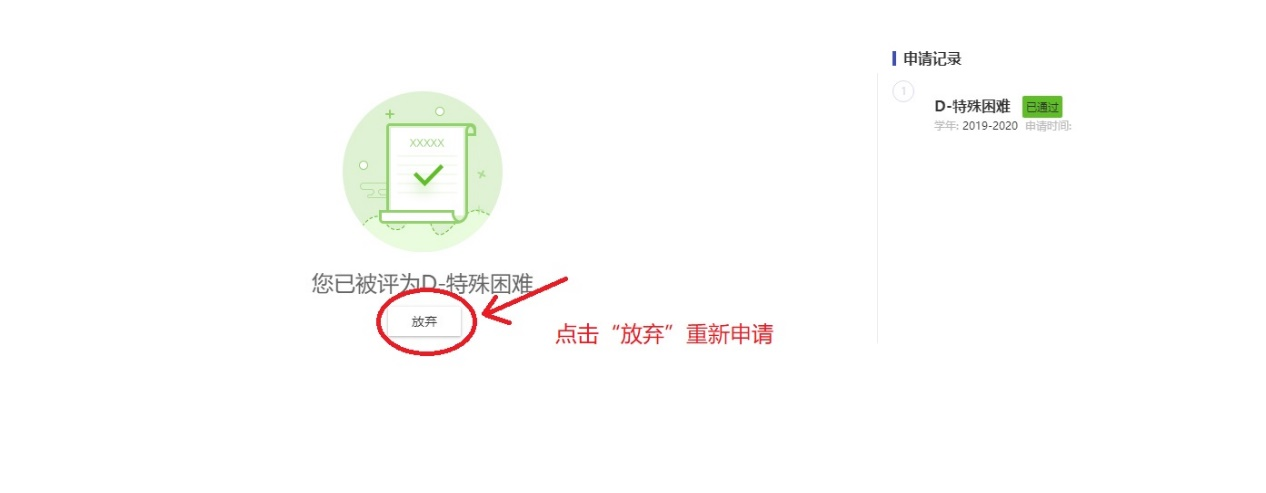 申请记录
1
D-特殊困难 已通过
学年: 2019-2020 申请时间:
XXXXX
您已被评为D-特殊困难
放弃
点击“放弃”重新申请